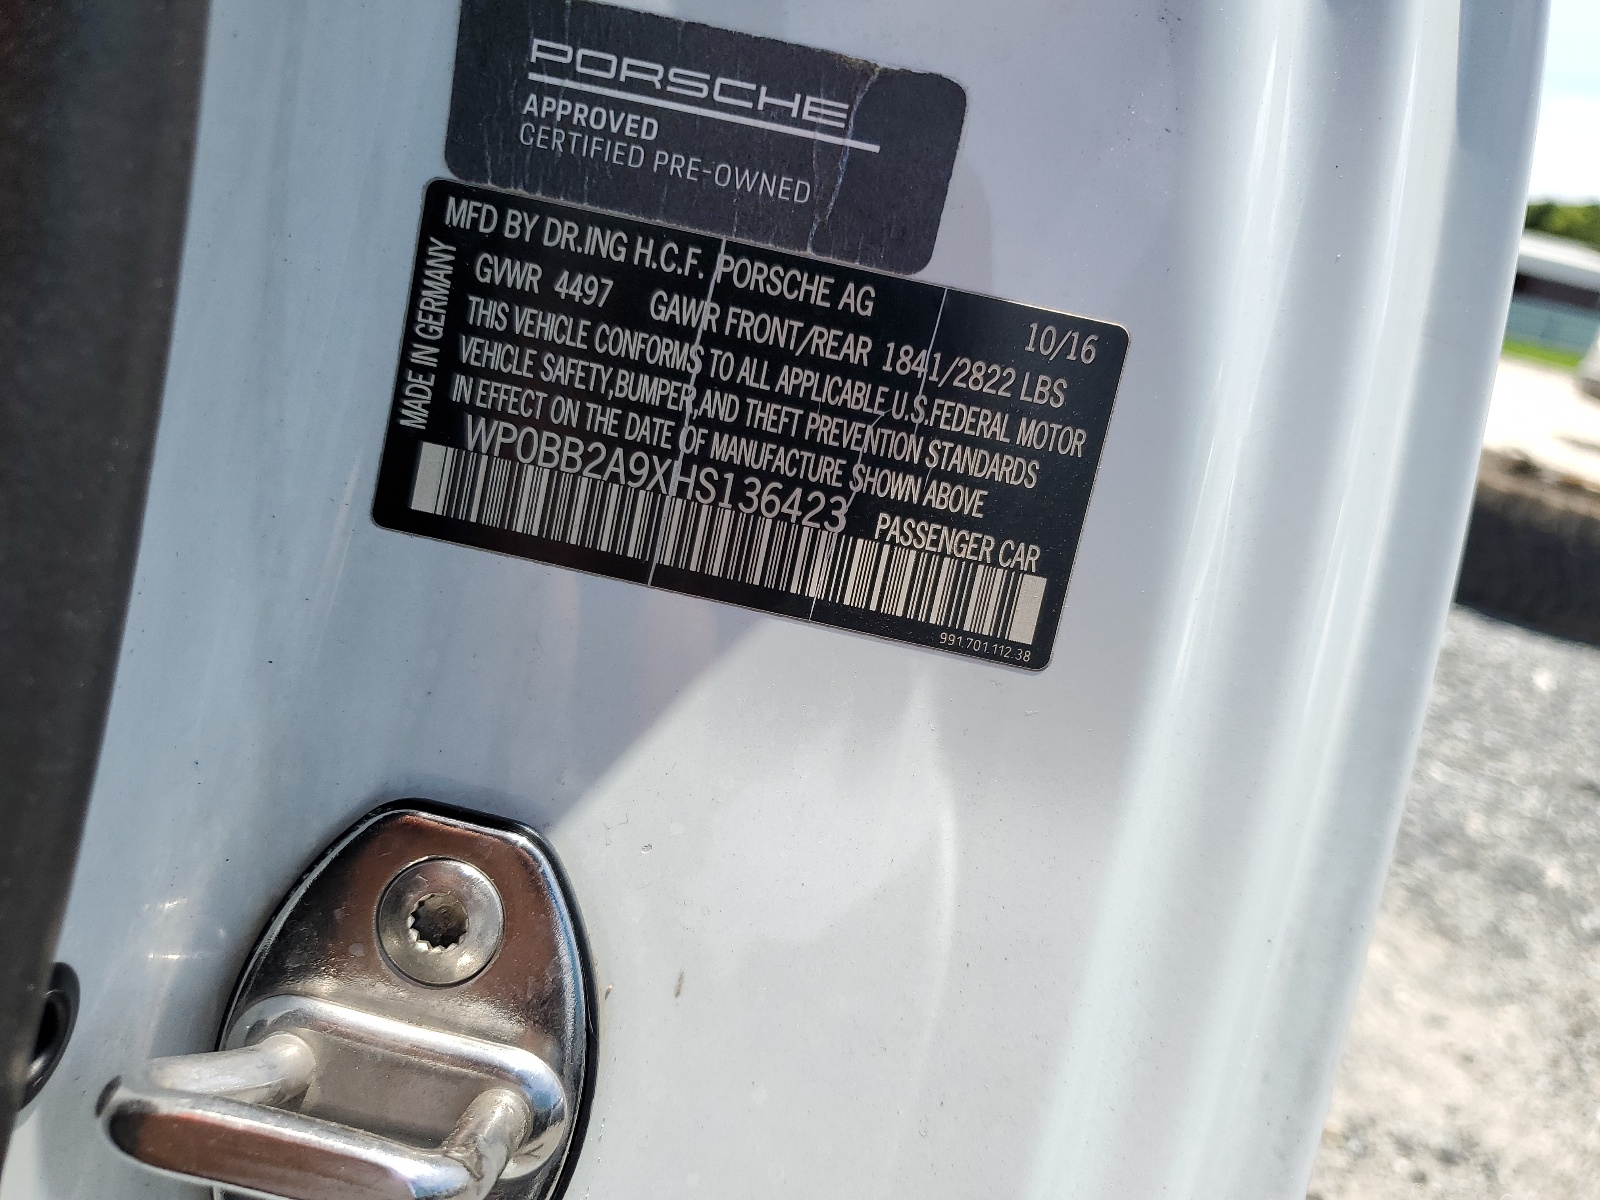 PORSCHE
APPROVED
CERTIFIED PRE-OWNED
MFD BY DR.ING H.C.F. PORSCHE AG
10/16
GVWR 4497 GAWR FRONT/REAR 1841/2822 LBS
THIS VEHICLE CONFORMS TO ALL APPLICABLE U.S.FEDERAL MOTOR
VEHICLE SAFETY,BUMPER,AND THEFT PREVENTION STANDARDS
IN EFFECT ON THE DATE OF MANUFACTURE SHOWN ABOVE
WP0BB2A9XHS136423 PASSENGER CAR
MADE IN GERMANY
991.701.112.38